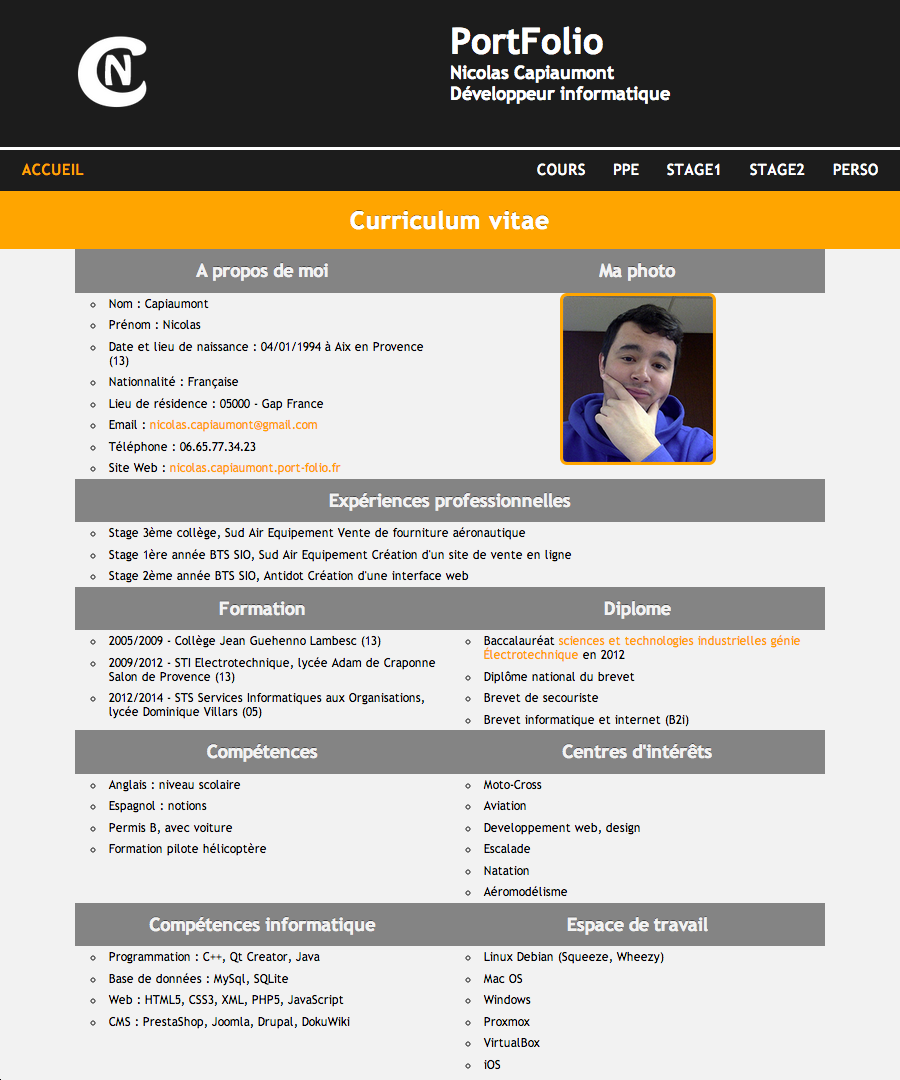 CN
PortFolio
Nicolas Capiaumont
Développeur informatique
ACCUEIL COURS PPE STAGE1 STAGE2 PERSO
Curriculum vitae
A propos de moi
Nom : Capiaumont
Prénom : Nicolas
Date et lieu de naissance : 04/01/1994 à Aix en Provence
(13)
Nationnalité : Française
Lieu de résidence : 05000 - Gap France
Email : nicolas.capiaumont@gmail.com
Téléphone : 06.65.77.34.23
Site Web : nicolas.capiaumont.port-folio.fr
Ma photo
Expériences professionnelles
Stage 3ème collège, Sud Air Equipement Vente de fourniture aéronautique
Stage 1ère année BTS SIO, Sud Air Equipement Création d'un site de vente en ligne
Stage 2ème année BTS SIO, Antidot Création d'une interface web
Formation
2005/2009 - Collège Jean Guehenno Lambesc (13)
2009/2012 - STI Electrotechnique, lycée Adam de Craponne
Salon de Provence (13)
2012/2014 - STS Services Informatiques aux Organisations,
lycée Dominique Villars (05)
Diplome
Baccalauréat sciences et technologies industrielles génie
Électrotechnique en 2012
Diplôme national du brevet
Brevet de secouriste
Brevet informatique et internet (B2i)
Compétences
Anglais : niveau scolaire
Espagnol : notions
Permis B, avec voiture
Formation pilote hélicoptère
Centres d'intérêts
Moto-Cross
Aviation
Developpement web, design
Escalade
Natation
Aéromodélisme
Compétences informatique
Programmation : C++, Qt Creator, Java
Base de données : MySql, SQLite
Web : HTML5, CSS3, XML, PHP5, JavaScript
CMS : PrestaShop, Joomla, Drupal, DokuWiki
Espace de travail
Linux Debian (Squeeze, Wheezy)
Mac OS
Windows
Proxmox
VirtualBox
iOS